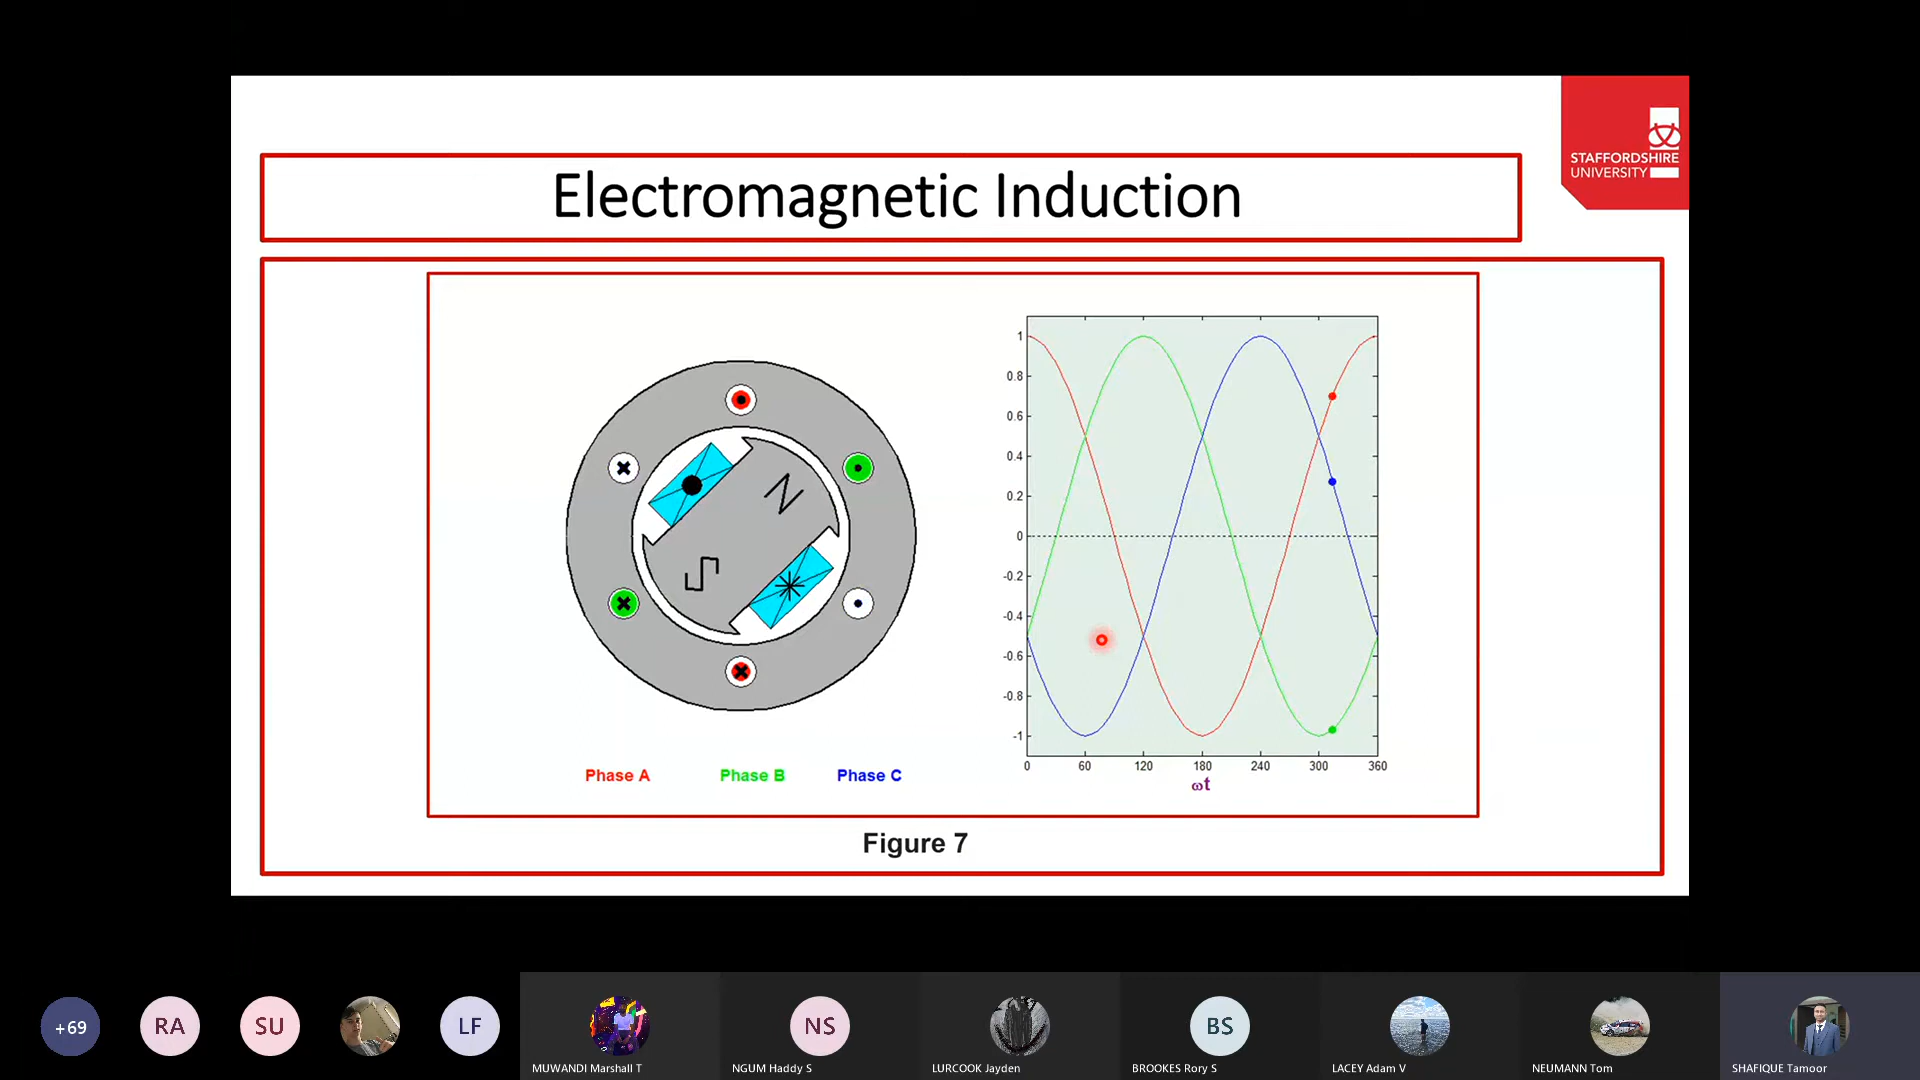 STAFFORDSHIRE
UNIVERSITY
Electromagnetic Induction
N
S
1
0.8
0.6
0.4
0.2
0
-0.2
-0.4
-0.6
-0.8
-1
0 60 120 180 240 300 360
ωt
Phase A Phase B Phase C
Figure 7
+69 RA SU LF NS BS
MUWANDI Marshall T NGUM Haddy S LURCOOK Jayden BROOKES Rory S LACEY Adam V NEUMANN Tom SHAFIQUE Tamoor